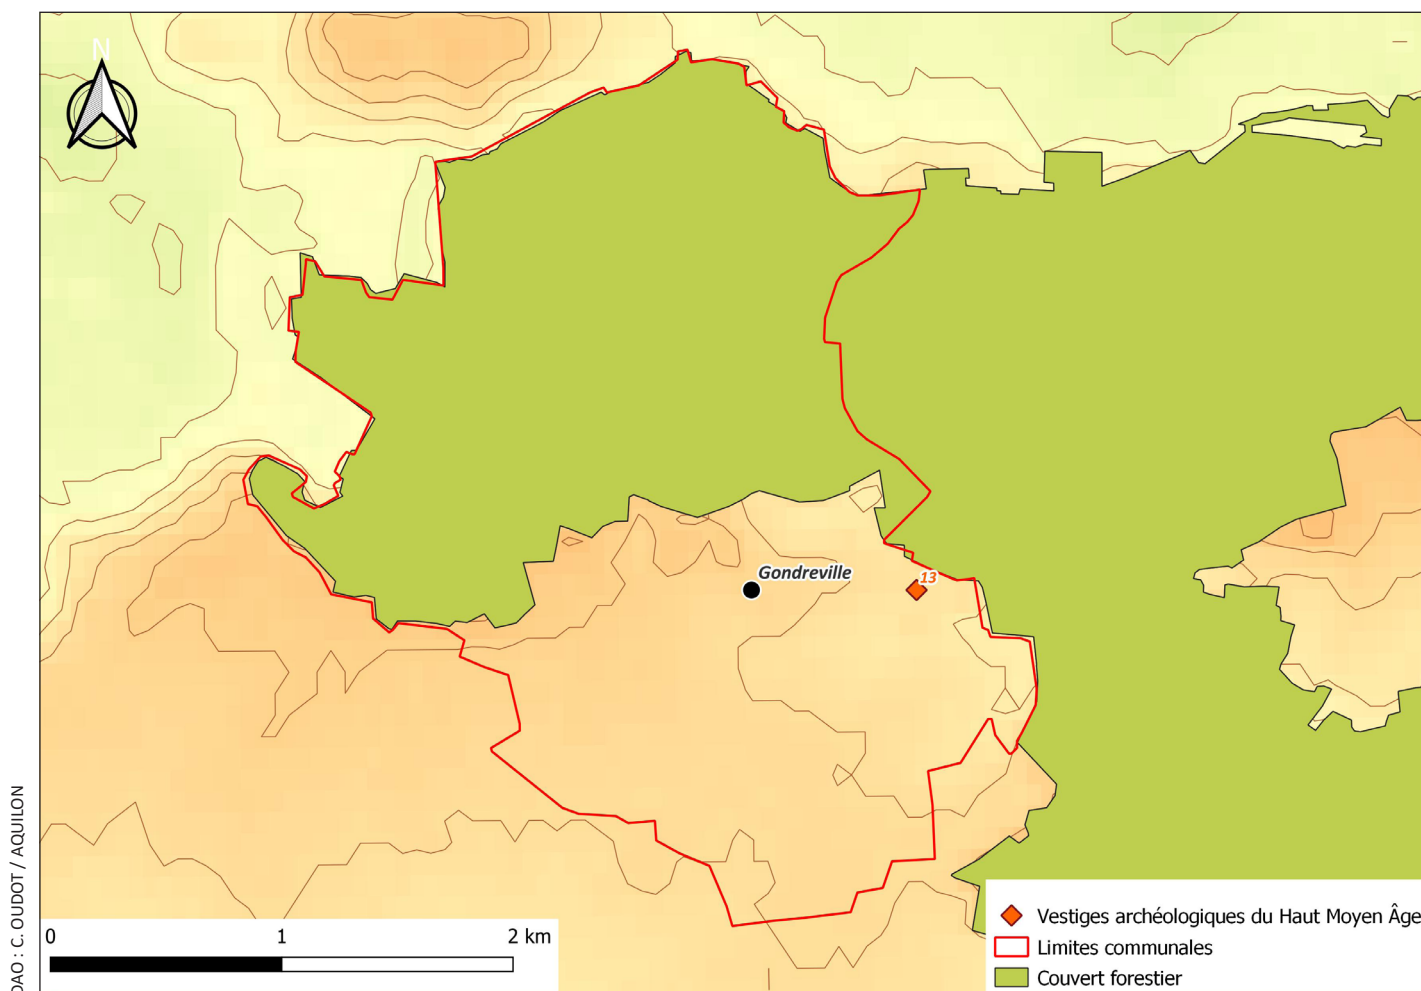 N
Gondreville
13
0 1 2 km
Vestiges archéologiques du Haut Moyen Âge
Limites communales
Couvert forestier
DAO : C. OUDOT / AQUILON